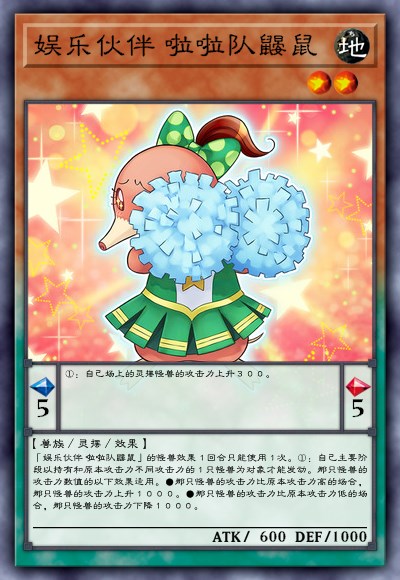 娱乐伙伴 啦啦队鼹鼠
地
①：自己场上的灵摆怪兽的攻击力上升３００。
5
5
【兽族／灵摆／效果】
「娱乐伙伴 啦啦队鼹鼠」的怪兽效果１回合只能使用１次。①：自己主要阶
段以持有和原本攻击力不同攻击力的１只怪兽为对象才能发动。那只怪兽的
攻击力数值的以下效果适用。●那只怪兽的攻击力比原本攻击力高的场合，
那只怪兽的攻击力上升１０００。●那只怪兽的攻击力比原本攻击力低的场
合，那只怪兽的攻击力下降１０００。
ATK/ 600 DEF/1000